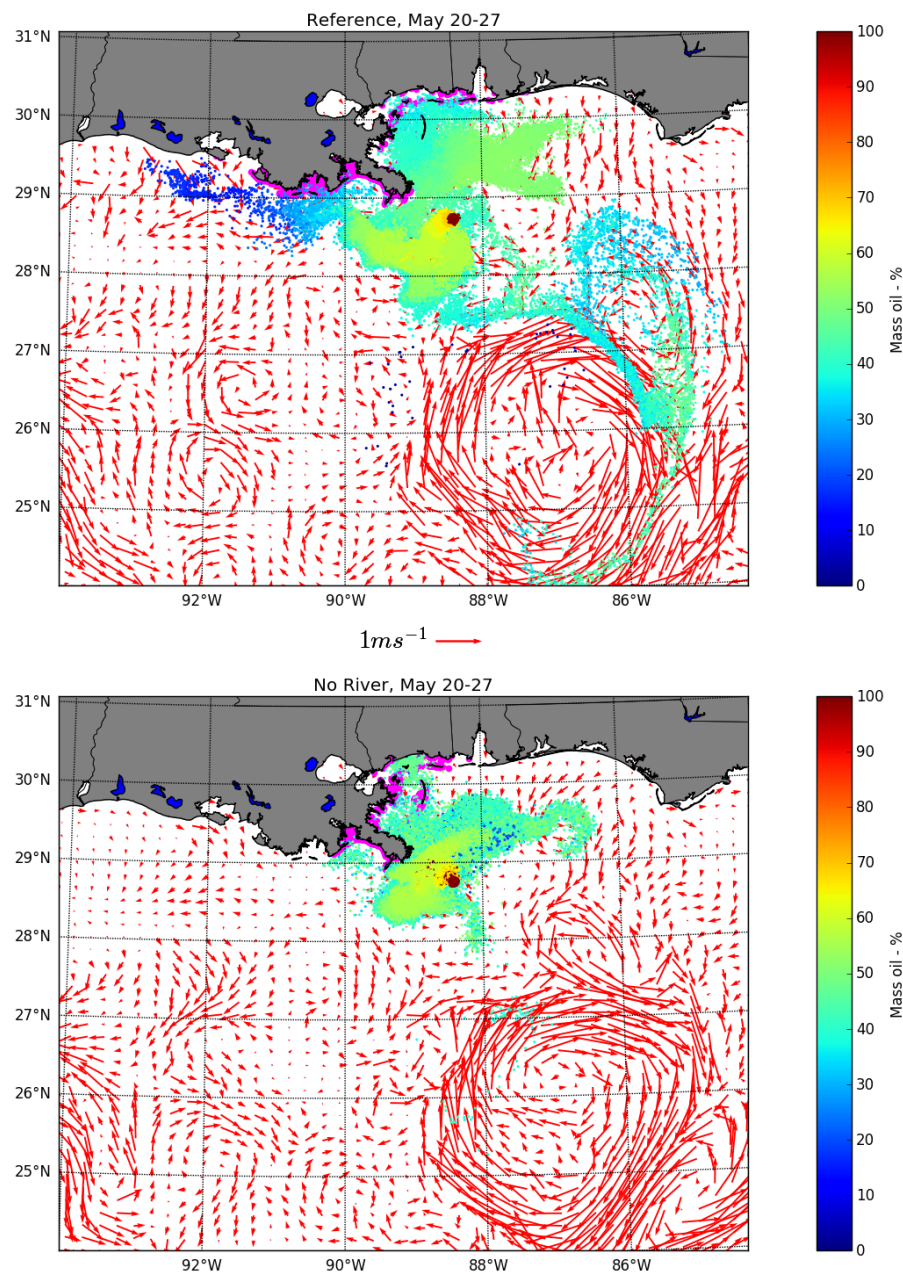 Reference, May 20-27
31°N
30°N
29°N
28°N
27°N
26°N
25°N
92°W 90°W 88°W 86°W
100
90
80
70
60
50
40
30
20
10
0
Mass oil - %
1ms⁻¹
No River, May 20-27
31°N
30°N
29°N
28°N
27°N
26°N
25°N
92°W 90°W 88°W 86°W
100
90
80
70
60
50
40
30
20
10
0
Mass oil - %